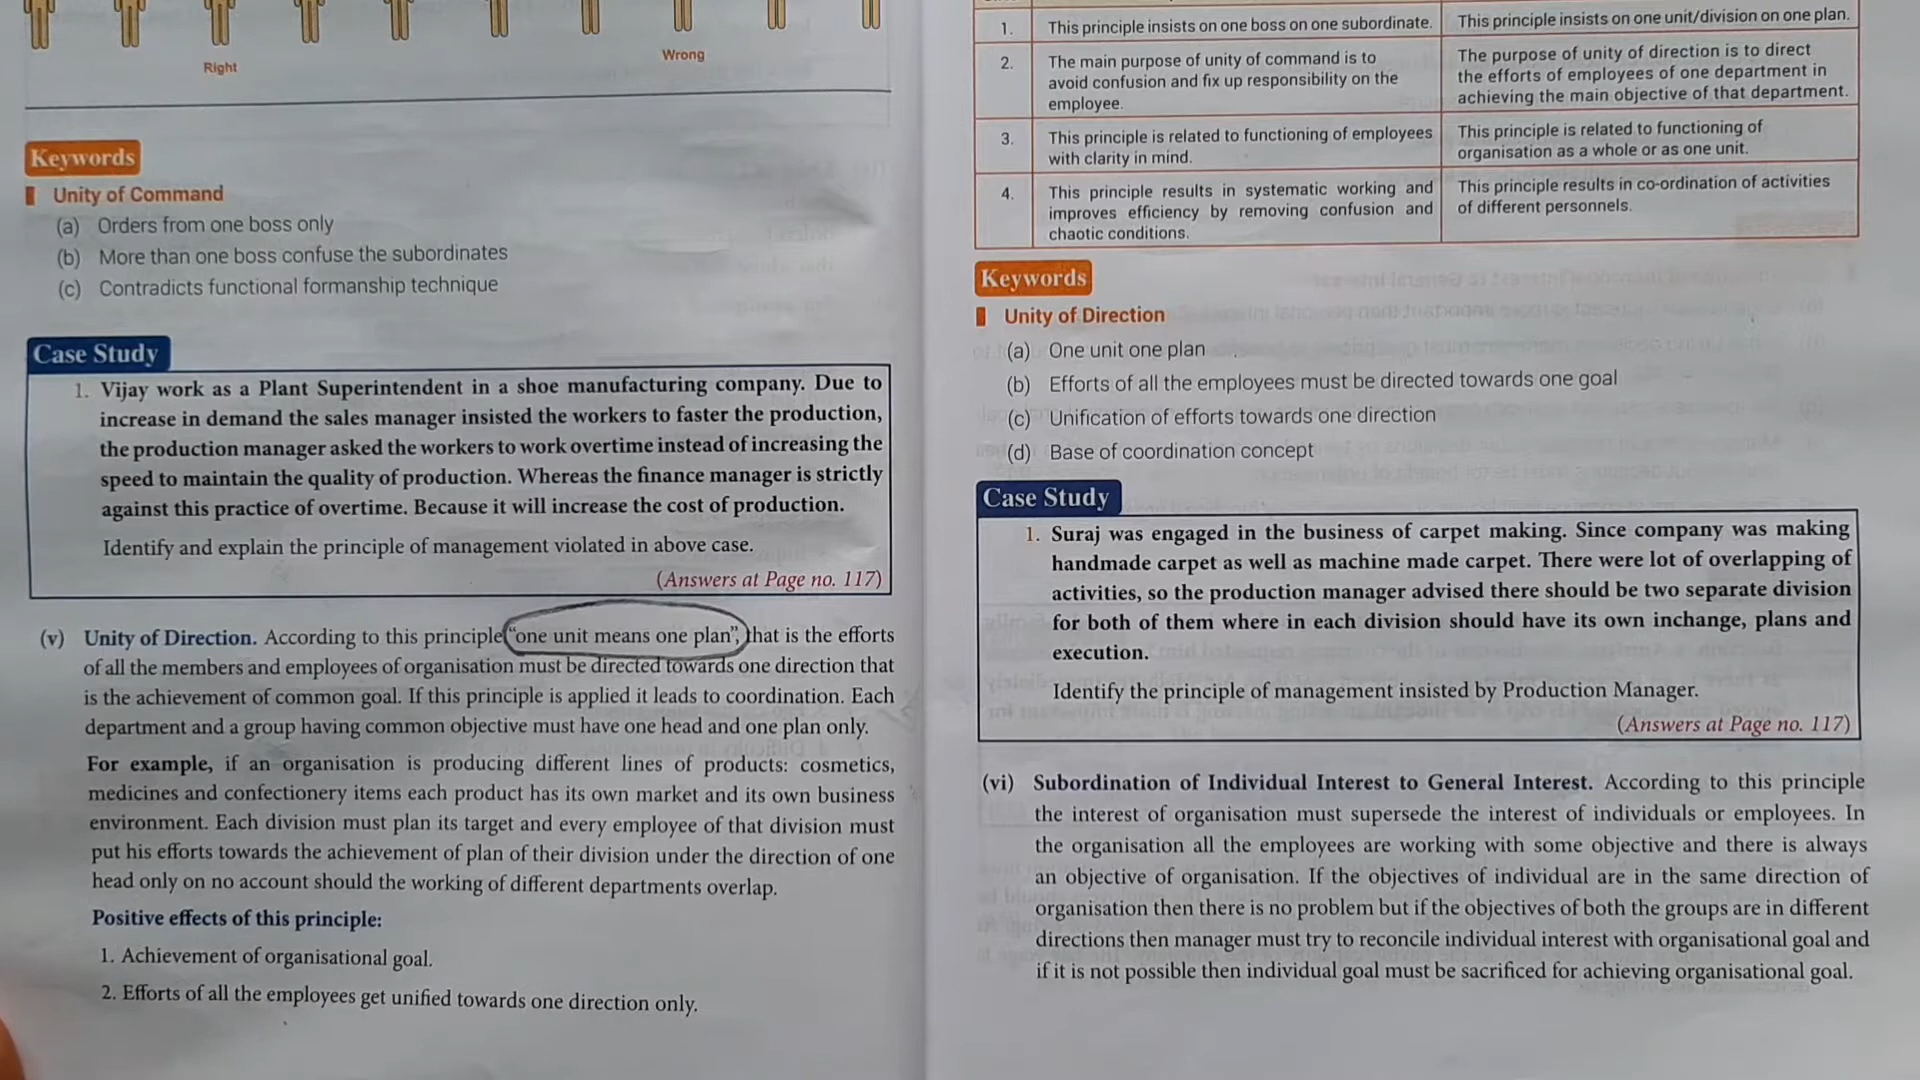 Right
Wrong
Keywords
Unity of Command
(a) Orders from one boss only
(b) More than one boss confuse the subordinates
(c) Contradicts functional formanship technique
Case Study
1. Vijay work as a Plant Superintendent in a shoe manufacturing company. Due to
increase in demand the sales manager insisted the workers to faster the production,
the production manager asked the workers to work overtime instead of increasing the
speed to maintain the quality of production. Whereas the finance manager is strictly
against this practice of overtime. Because it will increase the cost of production.
Identify and explain the principle of management violated in above case.
(Answers at Page no. 117)
(v) Unity of Direction. According to this principle “one unit means one plan”, that is the efforts
of all the members and employees of organisation must be directed towards one direction that
is the achievement of common goal. If this principle is applied it leads to coordination. Each
department and a group having common objective must have one head and one plan only.
For example, if an organisation is producing different lines of products: cosmetics,
medicines and confectionery items each product has its own market and its own business
environment. Each division must plan its target and every employee of that division must
put his efforts towards the achievement of plan of their division under the direction of one
head only on no account should the working of different departments overlap.
Positive effects of this principle:
1. Achievement of organisational goal.
2. Efforts of all the employees get unified towards one direction only.
1. This principle insists on one boss on one subordinate. This principle insists on one unit/division on one plan.
2. The main purpose of unity of command is to
avoid confusion and fix up responsibility on the
employee.
The purpose of unity of direction is to direct
the efforts of employees of one department in
achieving the main objective of that department.
3. This principle is related to functioning of employees
with clarity in mind.
This principle is related to functioning of
organisation as a whole or as one unit.
4. This principle results in systematic working and
improves efficiency by removing confusion and
chaotic conditions.
This principle results in co-ordination of activities
of different personnels.
Keywords
Unity of Direction
(a) One unit one plan
(b) Efforts of all the employees must be directed towards one goal
(c) Unification of efforts towards one direction
(d) Base of coordination concept
Case Study
1. Suraj was engaged in the business of carpet making. Since company was making
handmade carpet as well as machine made carpet. There were lot of overlapping of
activities, so the production manager advised there should be two separate division
for both of them where in each division should have its own inchange, plans and
execution.
Identify the principle of management insisted by Production Manager.
(Answers at Page no. 117)
(vi) Subordination of Individual Interest to General Interest. According to this principle
the interest of organisation must supersede the interest of individuals or employees. In
the organisation all the employees are working with some objective and there is always
an objective of organisation. If the objectives of individual are in the same direction of
organisation then there is no problem but if the objectives of both the groups are in different
directions then manager must try to reconcile individual interest with organisational goal and
if it is not possible then individual goal must be sacrificed for achieving organisational goal.